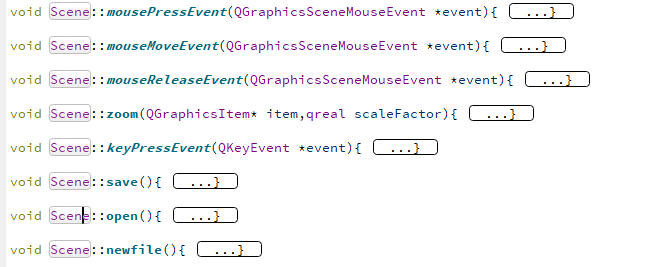 void Scene::mousePressEvent(QGraphicsSceneMouseEvent *event){ ...}
void Scene::mouseMoveEvent(QGraphicsSceneMouseEvent *event){ ...}
void Scene::mouseReleaseEvent(QGraphicsSceneMouseEvent *event){ ...}
void Scene::zoom(QGraphicsItem* item,qreal scaleFactor){ ...}
void Scene::keyPressEvent(QKeyEvent *event){ ...}
void Scene::save(){ ...}
void Scene::open(){ ...}
void Scene::newfile(){ ...}